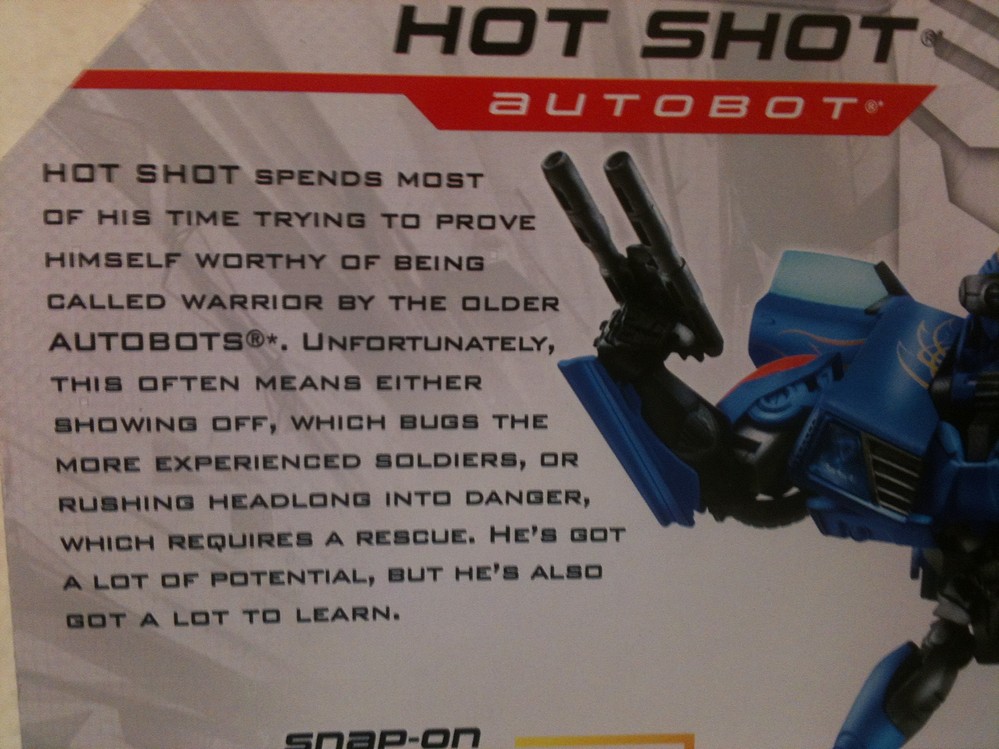 HOT SHOT®
AUTOBOT®*
HOT SHOT SPENDS MOST
OF HIS TIME TRYING TO PROVE
HIMSELF WORTHY OF BEING
CALLED WARRIOR BY THE OLDER
AUTOBOTS®*. UNFORTUNATELY,
THIS OFTEN MEANS EITHER
SHOWING OFF, WHICH BUGS THE
MORE EXPERIENCED SOLDIERS, OR
RUSHING HEADLONG INTO DANGER,
WHICH REQUIRES A RESCUE. HE'S GOT
A LOT OF POTENTIAL, BUT HE'S ALSO
GOT A LOT TO LEARN.
snap-on